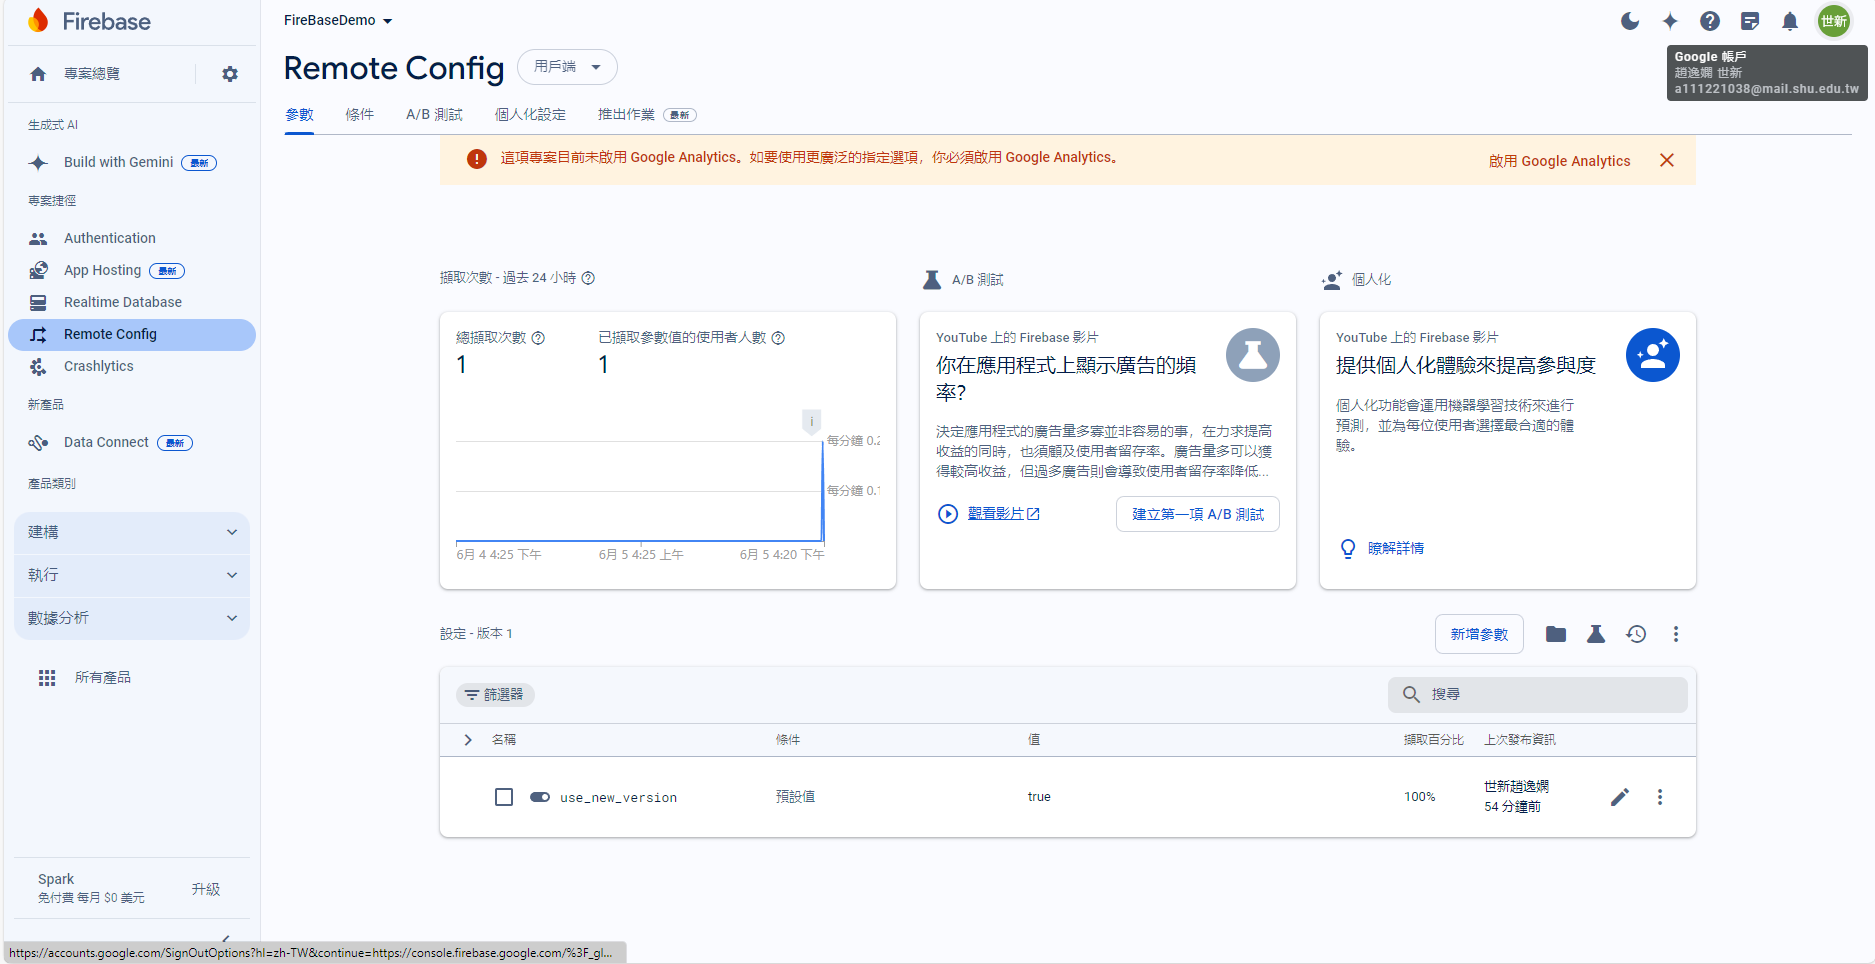 Firebase
專案總覽
生成式 AI
Build with Gemini 最新
專案捷徑
Authentication
App Hosting 最新
Realtime Database
Remote Config
Crashlytics
新產品
Data Connect 最新
產品類別
建構
執行
數據分析
所有產品
Spark
免付費 每月 $0 美元
升級
https://accounts.google.com/SignOutOptions?hl=zh-TW&continue=https://console.firebase.google.com/%3F_gl...
FireBaseDemo
世新
Google 帳戶
趙逸嫻 世新
a111221038@mail.shu.edu.tw
Remote Config 用戶端
參數 條件 A/B 測試 個人化設定 推出作業 最新
這項專案目前未啟用 Google Analytics。如要使用更廣泛的指定選項，你必須啟用 Google Analytics。
啟用 Google Analytics
擷取次數 - 過去 24 小時
總擷取次數 已擷取參數值的使用者人數
1 1
i
每分鐘 0.2
每分鐘 0.1
6月 4 4:25 下午 6月 5 4:25 上午 6月 5 4:20 下午
A/B 測試
YouTube 上的 Firebase 影片
你在應用程式上顯示廣告的頻
率？
決定應用程式的廣告量多寡並非容易的事，在力求提高
收益的同時，也須顧及使用者留存率。廣告量多可以獲
得較高收益，但過多廣告則會導致使用者留存率降低...
觀看影片 建立第一項 A/B 測試
個人化
YouTube 上的 Firebase 影片
提供個人化體驗來提高參與度
個人化功能會運用機器學習技術來進行
預測，並為每位使用者選擇最合適的體
驗。
瞭解詳情
設定 - 版本 1
新增參數
篩選器 搜尋
名稱 條件 值 擷取百分比 上次發布資訊
use_new_version 預設值 true 100% 世新趙逸嫻
54 分鐘前